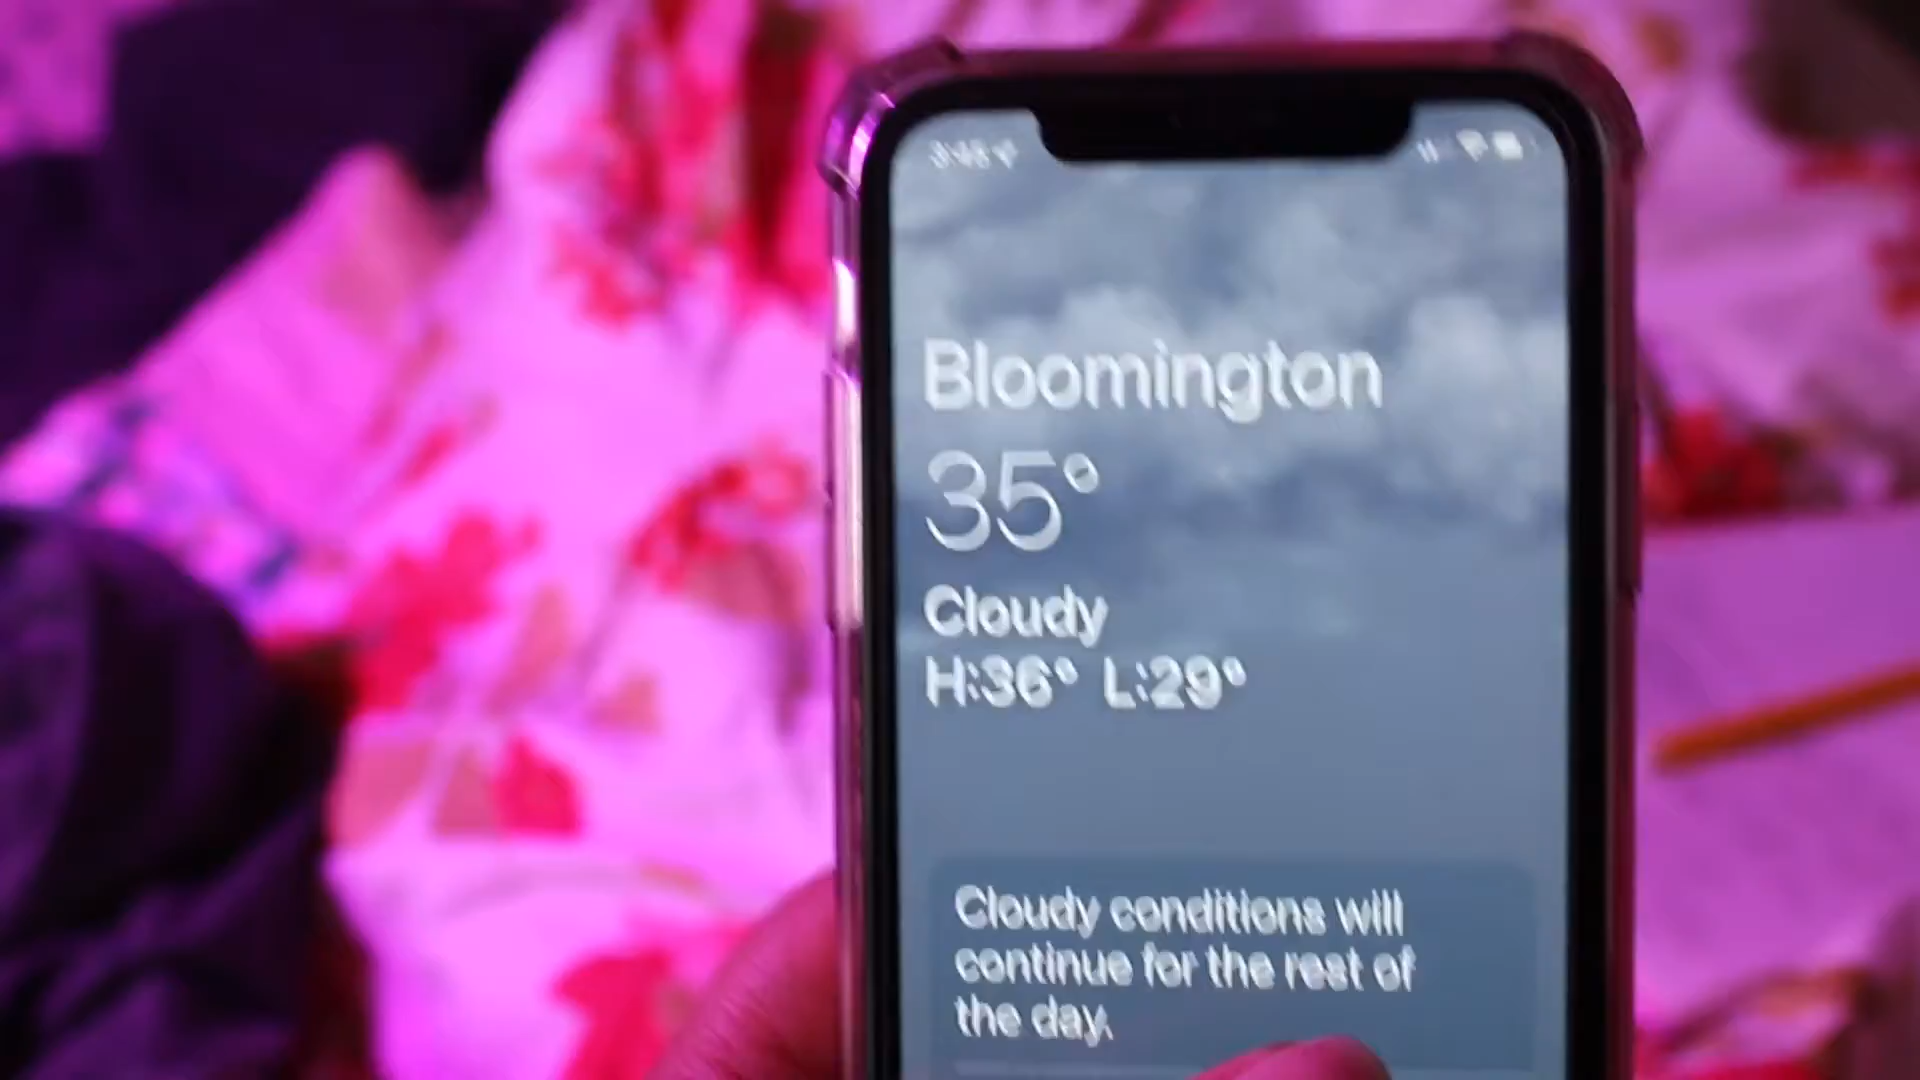 Bloomington
35°
Cloudy
H:36° L:29°
Cloudy conditions will
continue for the rest of
the day.